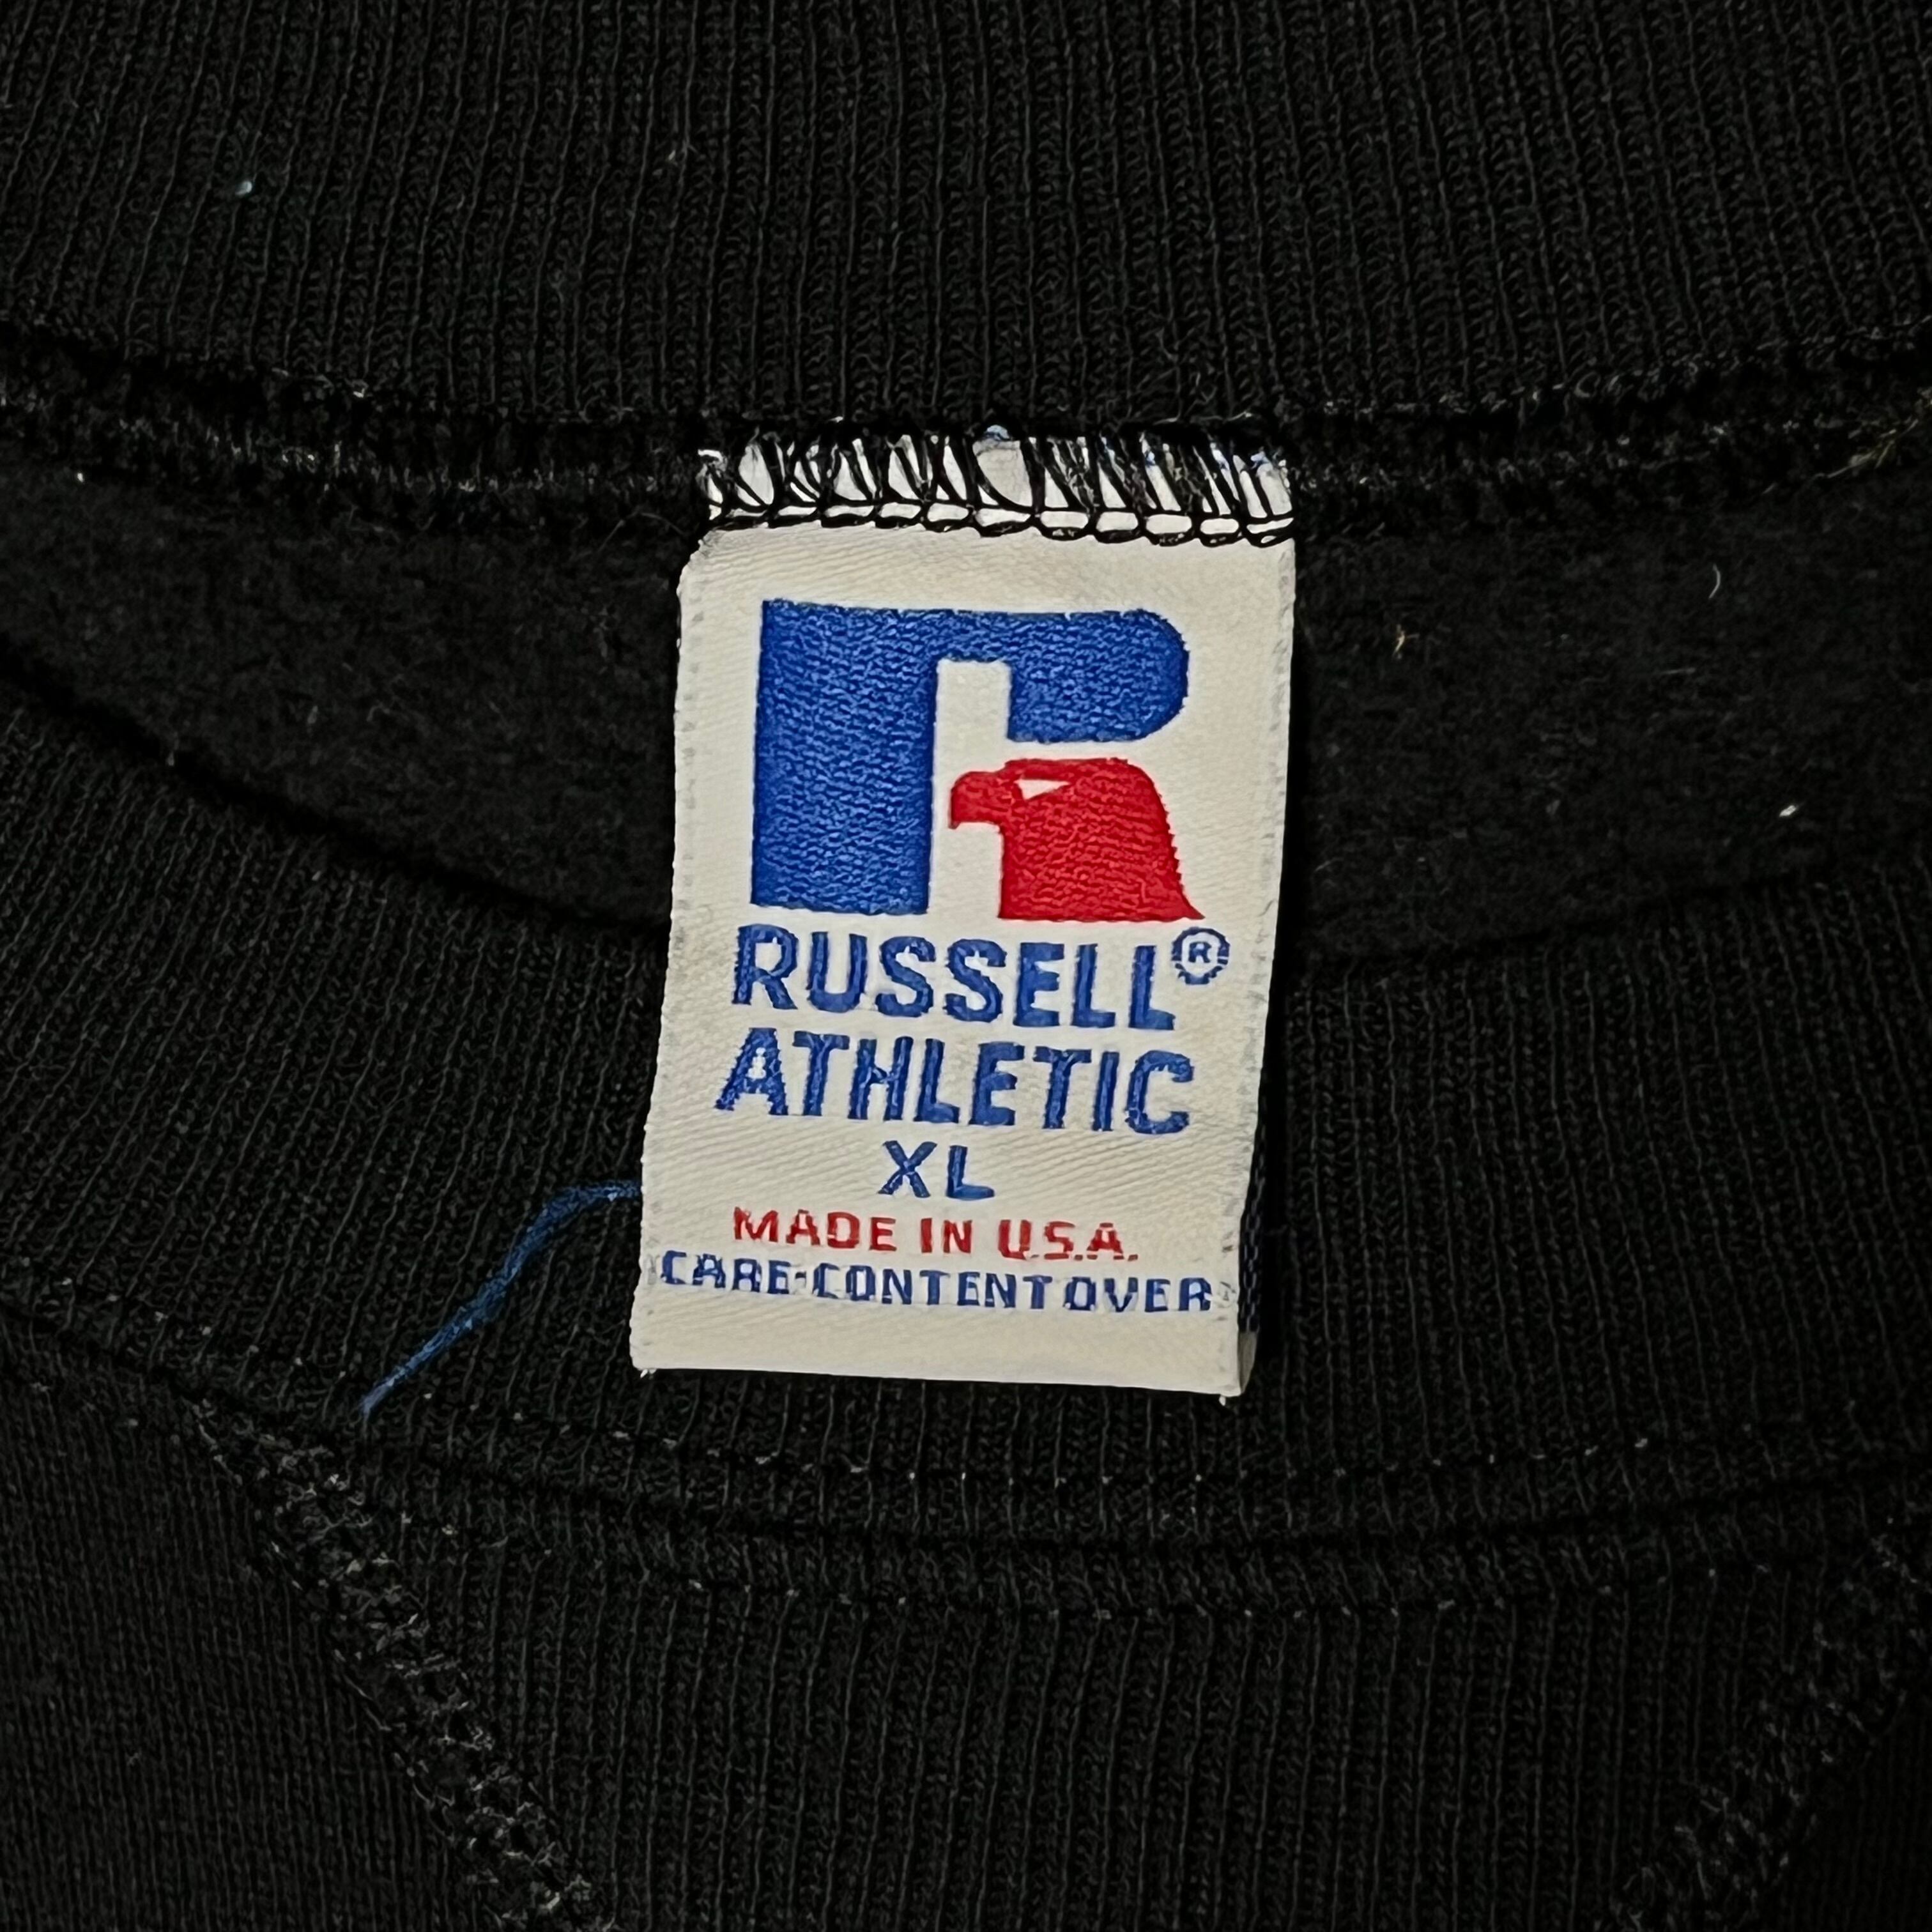 RUSSELL®
ATHLETIC
XL
MADE IN U.S.A.
CARE-CONTENT OVER